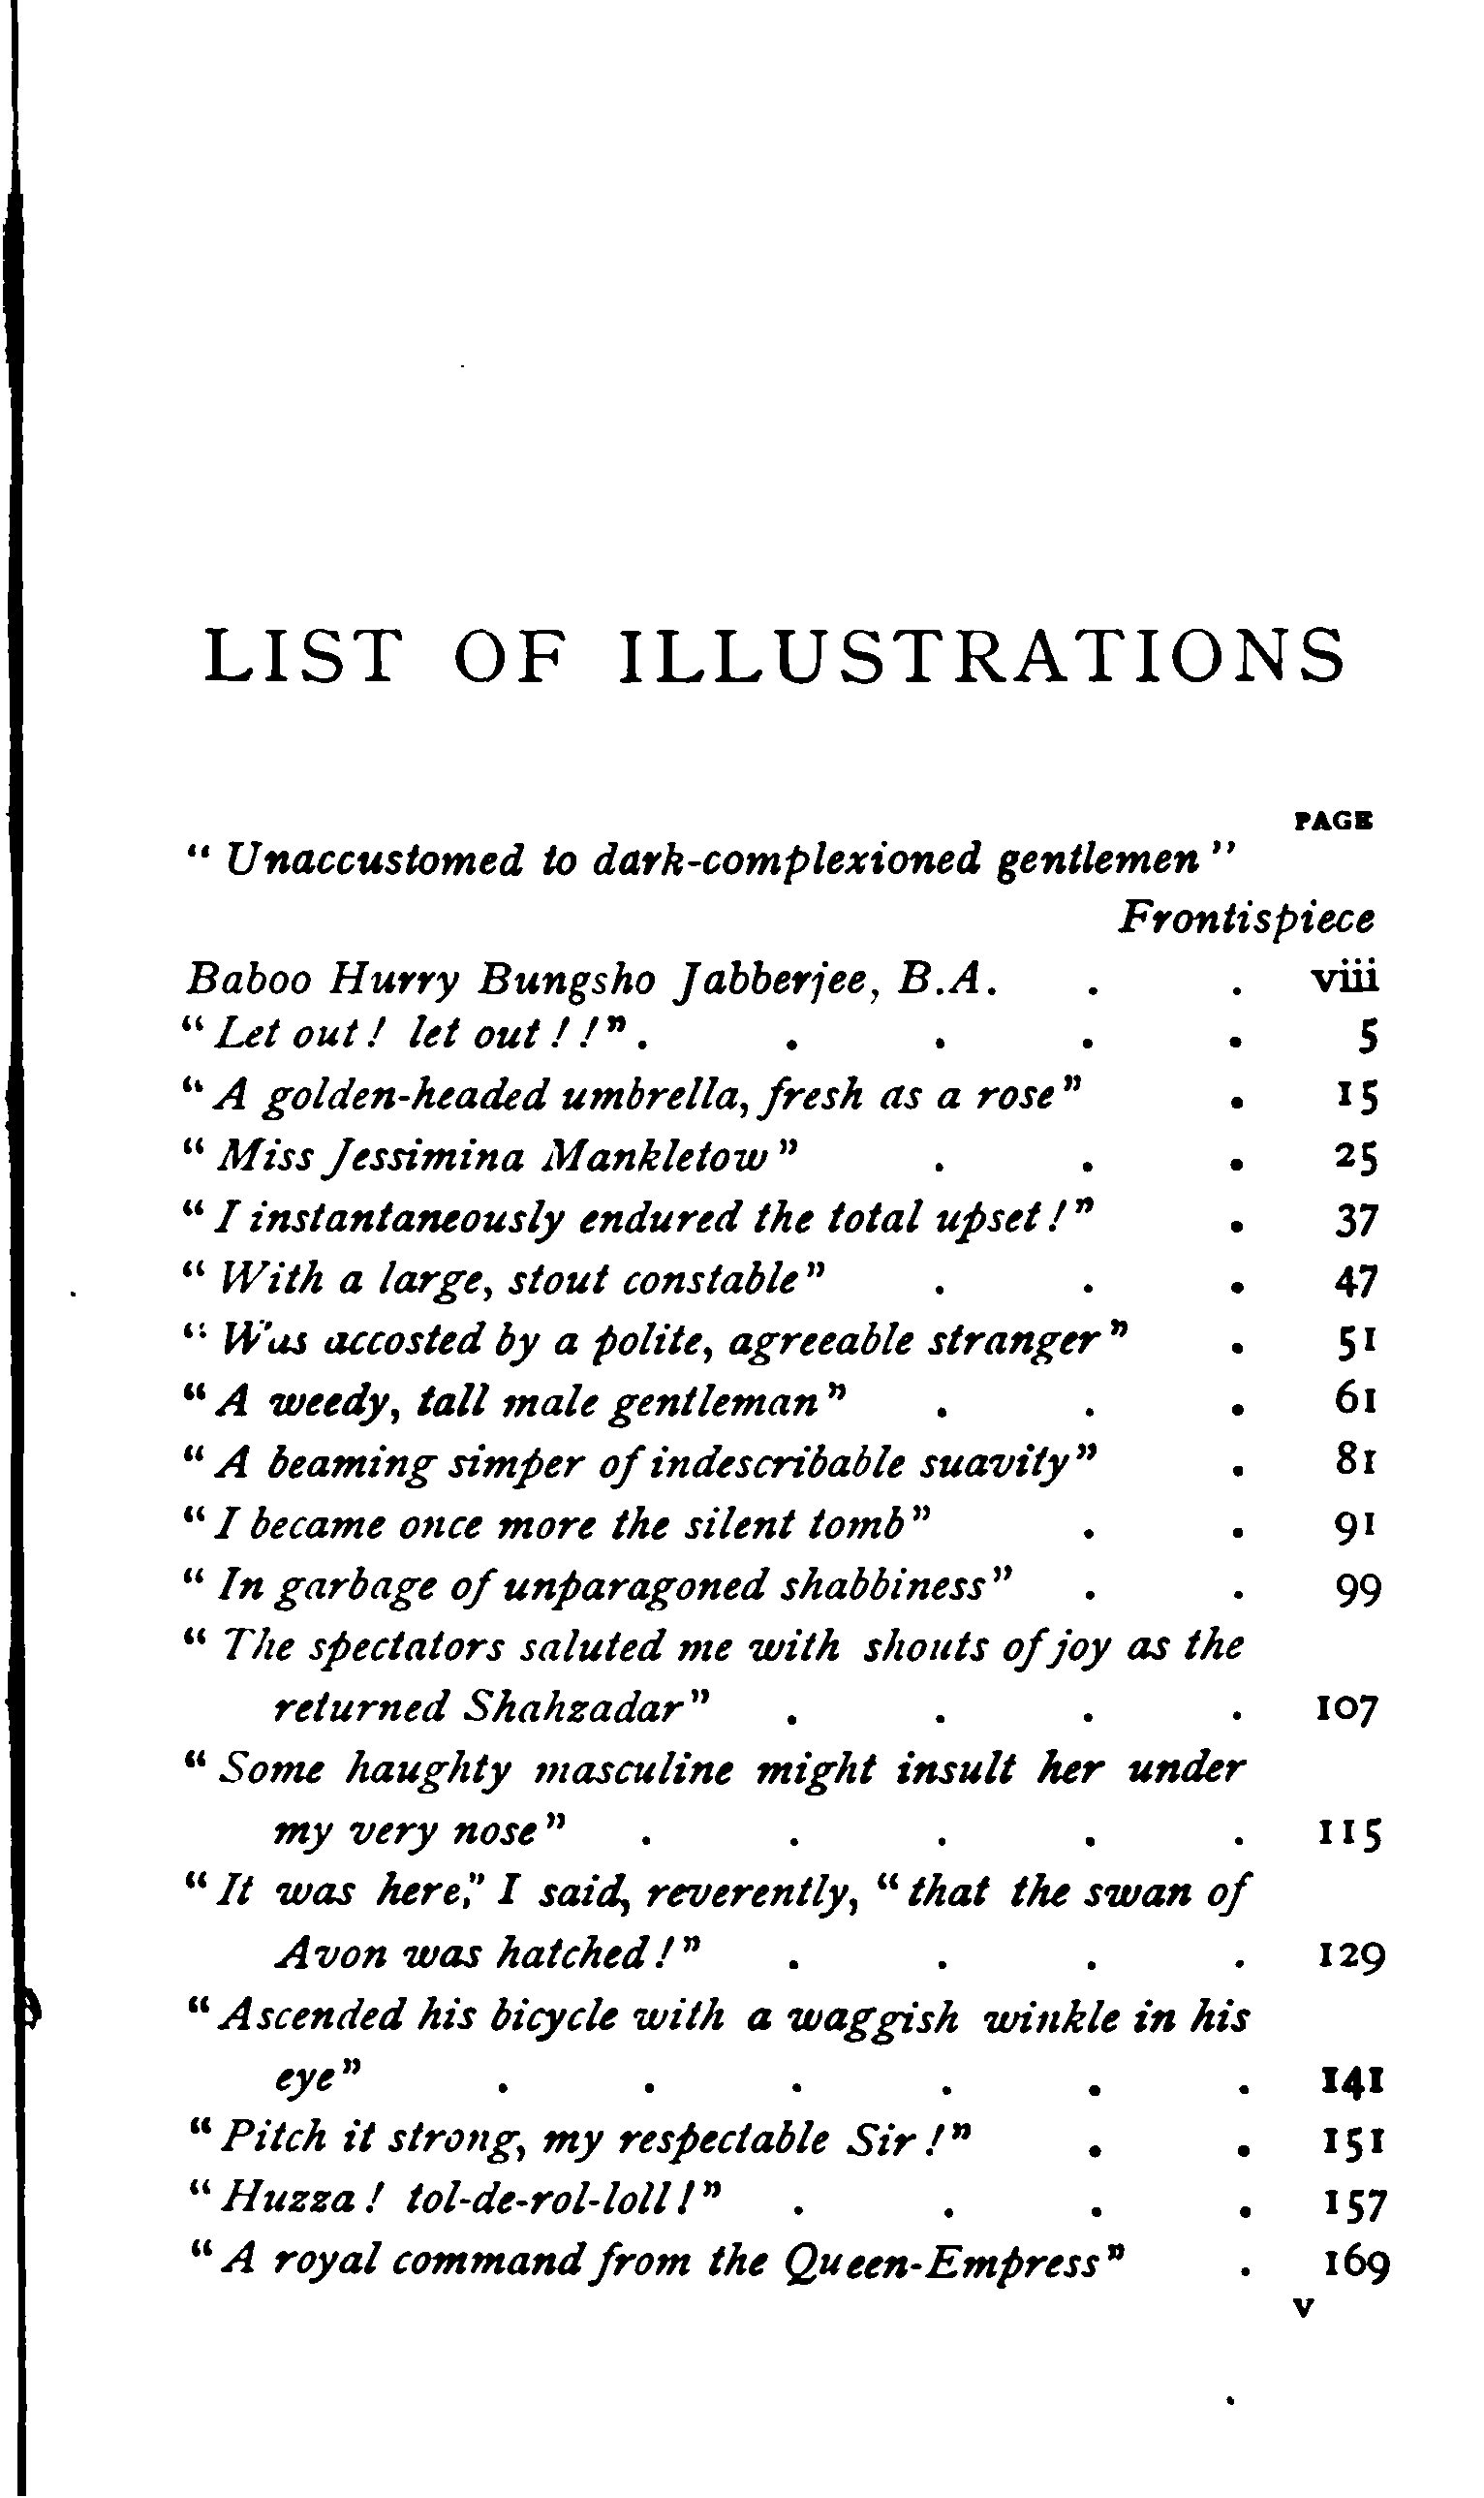 LIST OF ILLUSTRATIONS
PAGE
" Unaccustomed to dark-complexioned gentlemen "
Frontispiece
Baboo Hurry Bungsho Jabberjee, B.A. . . viii
" Let out ! let out ! !" . . . . . 5
" A golden-headed umbrella, fresh as a rose" . 15
" Miss Jessimina Mankletow " . . . 25
" I instantaneously endured the total upset !" . 37
" With a large, stout constable" . . . 47
" Was accosted by a polite, agreeable stranger " . 51
" A weedy, tall male gentleman" . . . 61
" A beaming simper of indescribable suavity" . 81
" I became once more the silent tomb" . . 91
" In garbage of unparagoned shabbiness" . . 99
" The spectators saluted me with shouts of joy as the
returned Shahzadar" . . . . 107
" Some haughty masculine might insult her under
my very nose" . . . . . 115
" It was here," I said, reverently, " that the swan of
Avon was hatched !" . . . . 129
" Ascended his bicycle with a waggish winkle in his
eye" . . . . . . 141
" Pitch it strong, my respectable Sir !" . . 151
" Huzza ! tol-de-rol-loll !" . . . . 157
" A royal command from the Queen-Empress" . 169
v